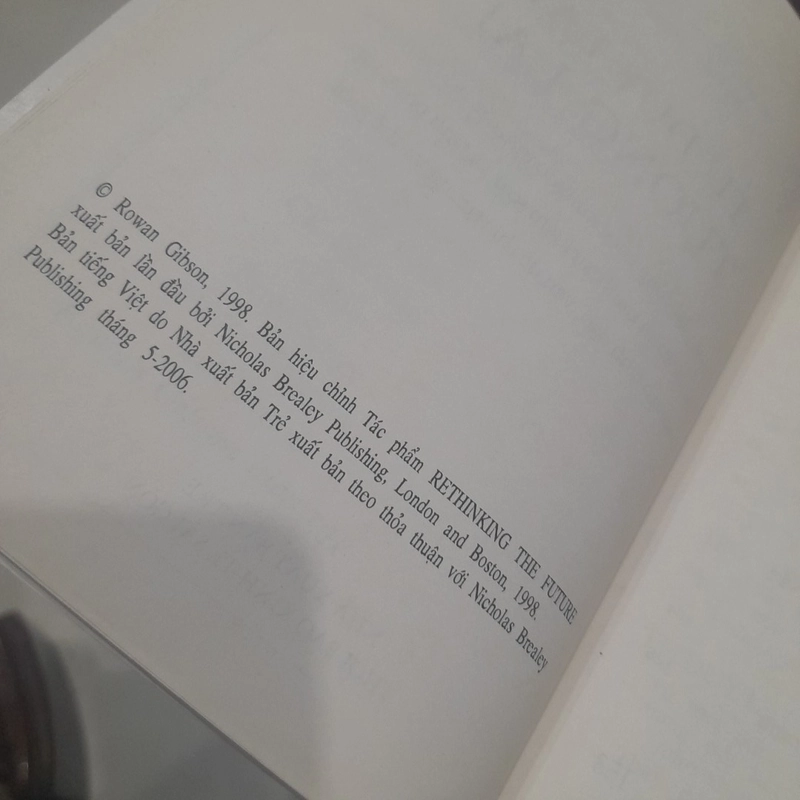 © Rowan Gibson, 1998. Bản hiệu chỉnh Tác phẩm RETHINKING THE FUTURE
xuất bản lần đầu bởi Nicholas Brealey Publishing, London and Boston, 1998.
Bản tiếng Việt do Nhà xuất bản Trẻ xuất bản theo thỏa thuận với Nicholas Brealey
Publishing tháng 5-2006.